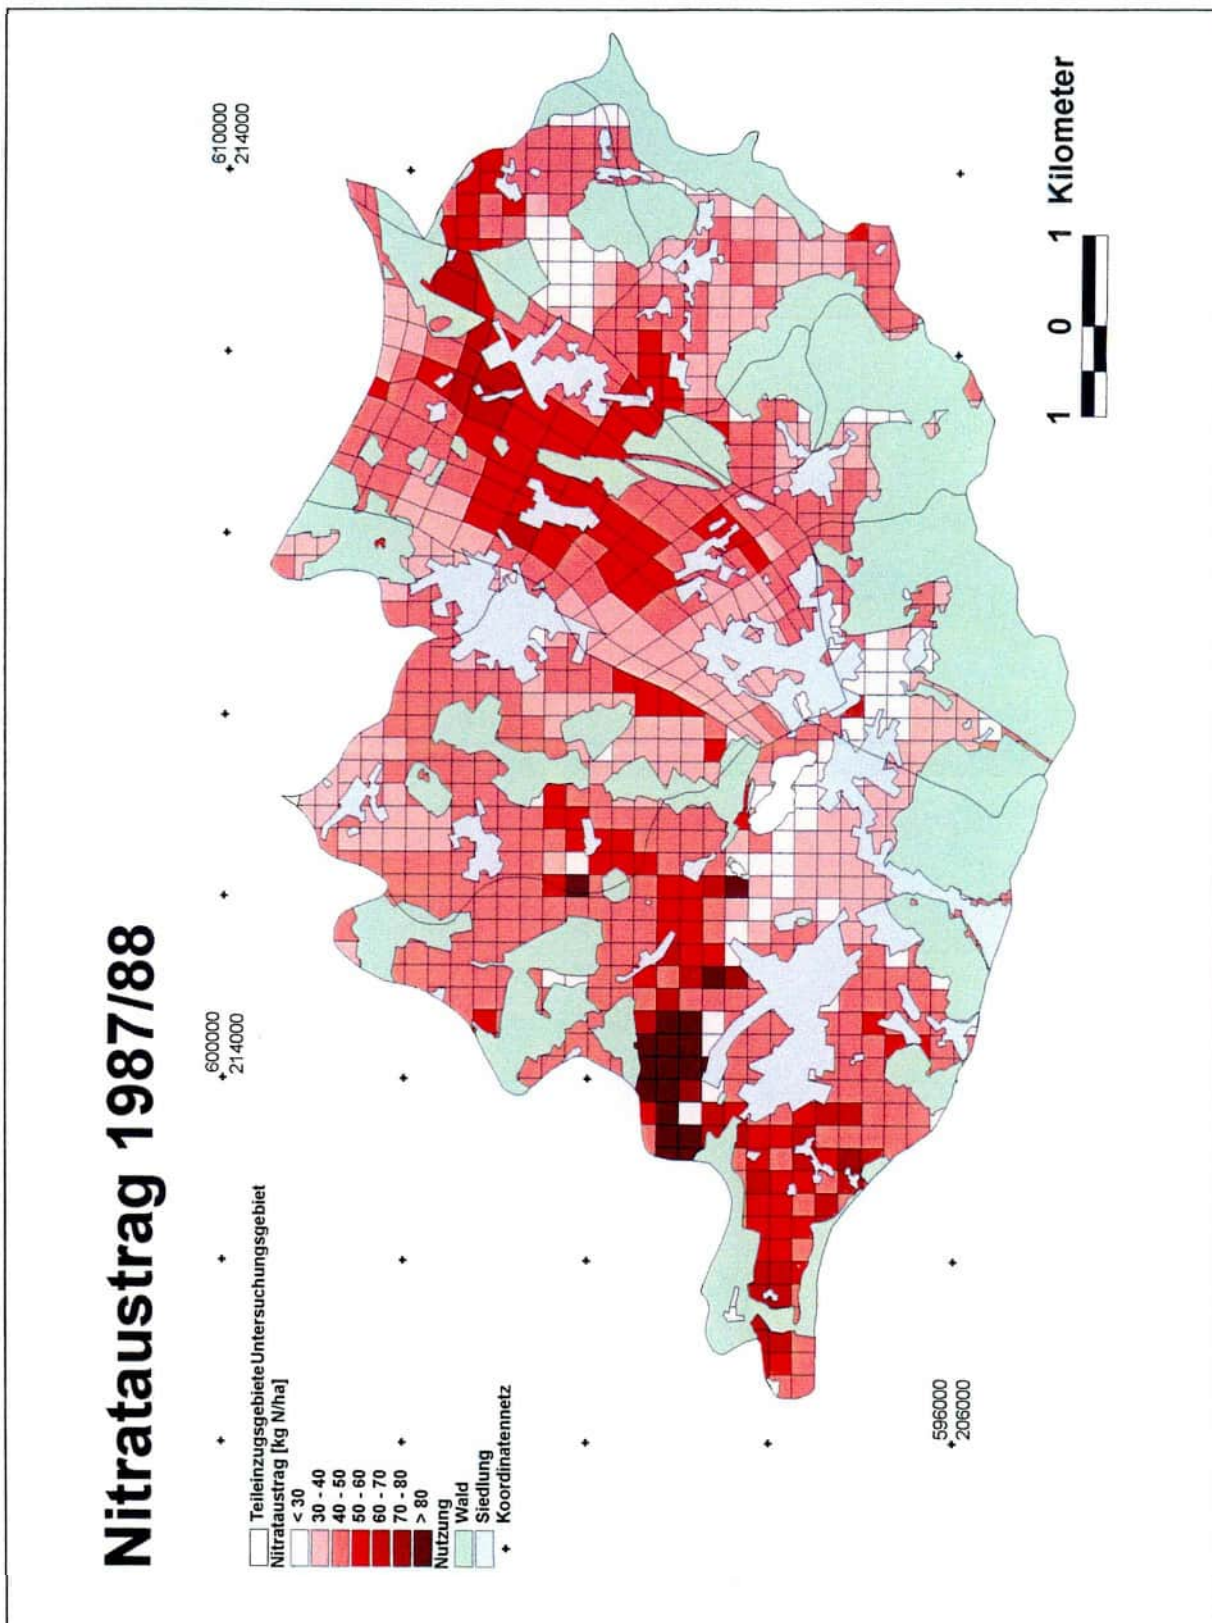 Nitrataustrag 1987/88
Teileinzugsgebiete Untersuchungsgebiet
Nitrataustrag [kg N/ha]
< 30
30 - 40
40 - 50
50 - 60
60 - 70
70 - 80
> 80
Nutzung
Wald
Siedlung
Koordinatennetz
600000
214000
610000
214000
596000
206000
1 0 1 Kilometer